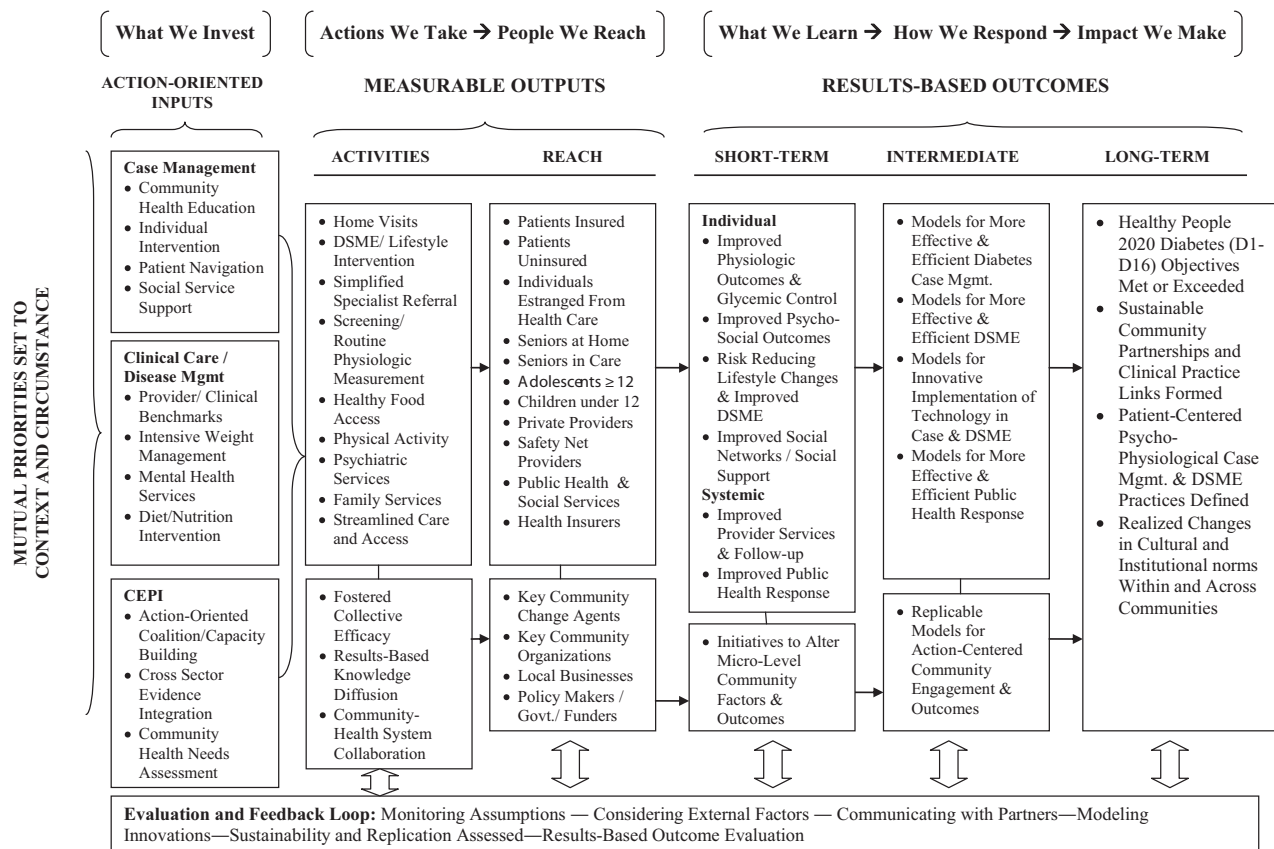 What We Invest
Actions We Take → People We Reach
What We Learn → How We Respond → Impact We Make
ACTION-ORIENTED
INPUTS
MEASURABLE OUTPUTS
RESULTS-BASED OUTCOMES
ACTIVITIES
REACH
SHORT-TERM
INTERMEDIATE
LONG-TERM
MUTUAL PRIORITIES SET TO
CONTEXT AND CIRCUMSTANCE
Case Management
• Community
Health Education
• Individual
Intervention
• Patient Navigation
• Social Service
Support
Clinical Care /
Disease Mgmt
• Provider/ Clinical
Benchmarks
• Intensive Weight
Management
• Mental Health
Services
• Diet/Nutrition
Intervention
CEPI
• Action-Oriented
Coalition/Capacity
Building
• Cross Sector
Evidence
Integration
• Community
Health Needs
Assessment
• Home Visits
• DSME/ Lifestyle
Intervention
• Simplified
Specialist Referral
• Screening/
Routine
Physiologic
Measurement
• Healthy Food
Access
• Physical Activity
• Psychiatric
Services
• Family Services
• Streamlined Care
and Access
• Fostered
Collective
Efficacy
• Results-Based
Knowledge
Diffusion
• Community-
Health System
Collaboration
• Patients Insured
• Patients
Uninsured
• Individuals
Estranged From
Health Care
• Seniors at Home
• Seniors in Care
• Adolescents ≥ 12
• Children under 12
• Private Providers
• Safety Net
Providers
• Public Health &
Social Services
• Health Insurers
• Key Community
Change Agents
• Key Community
Organizations
• Local Businesses
• Policy Makers /
Govt./ Funders
Individual
• Improved
Physiologic
Outcomes &
Glycemic Control
• Improved Psycho-
Social Outcomes
• Risk Reducing
Lifestyle Changes
& Improved
DSME
• Improved Social
Networks / Social
Support
Systemic
• Improved
Provider Services
& Follow-up
• Improved Public
Health Response
• Initiatives to Alter
Micro-Level
Community
Factors &
Outcomes
• Models for More
Effective &
Efficient Diabetes
Case Mgmt.
• Models for More
Effective &
Efficient DSME
• Models for
Innovative
Implementation of
Technology in
Case & DSME
• Models for More
Effective &
Efficient Public
Health Response
• Replicable
Models for
Action-Centered
Community
Engagement &
Outcomes
• Healthy People
2020 Diabetes (D1-
D16) Objectives
Met or Exceeded
• Sustainable
Community
Partnerships and
Clinical Practice
Links Formed
• Patient-Centered
Psycho-
Physiological Case
Mgmt. & DSME
Practices Defined
• Realized Changes
in Cultural and
Institutional norms
Within and Across
Communities
Evaluation and Feedback Loop: Monitoring Assumptions — Considering External Factors — Communicating with Partners—Modeling
Innovations—Sustainability and Replication Assessed—Results-Based Outcome Evaluation